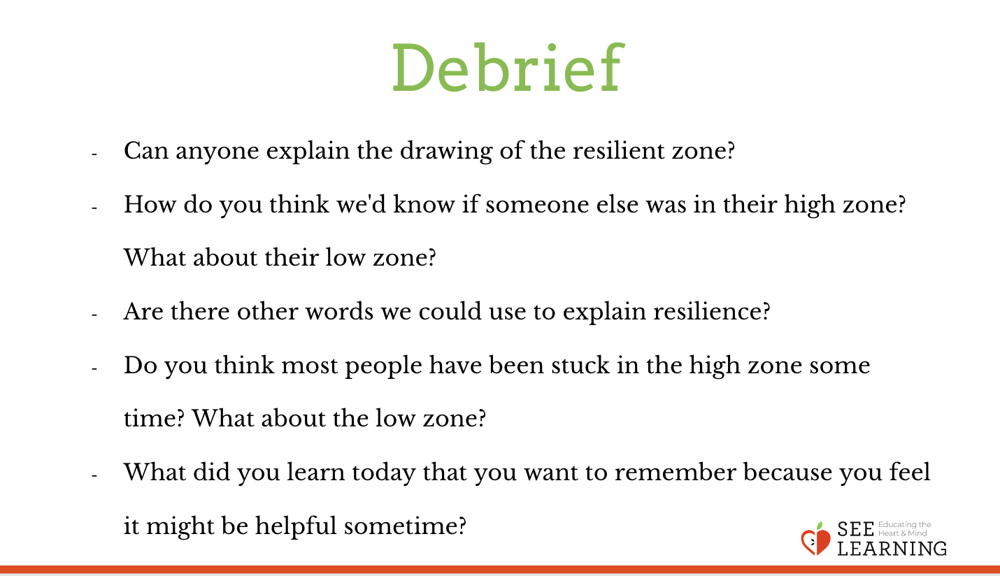 Debrief
- Can anyone explain the drawing of the resilient zone?
- How do you think we'd know if someone else was in their high zone?
What about their low zone?
- Are there other words we could use to explain resilience?
- Do you think most people have been stuck in the high zone some
time? What about the low zone?
- What did you learn today that you want to remember because you feel
it might be helpful sometime?
SEE Educating the
Heart & Mind
LEARNING